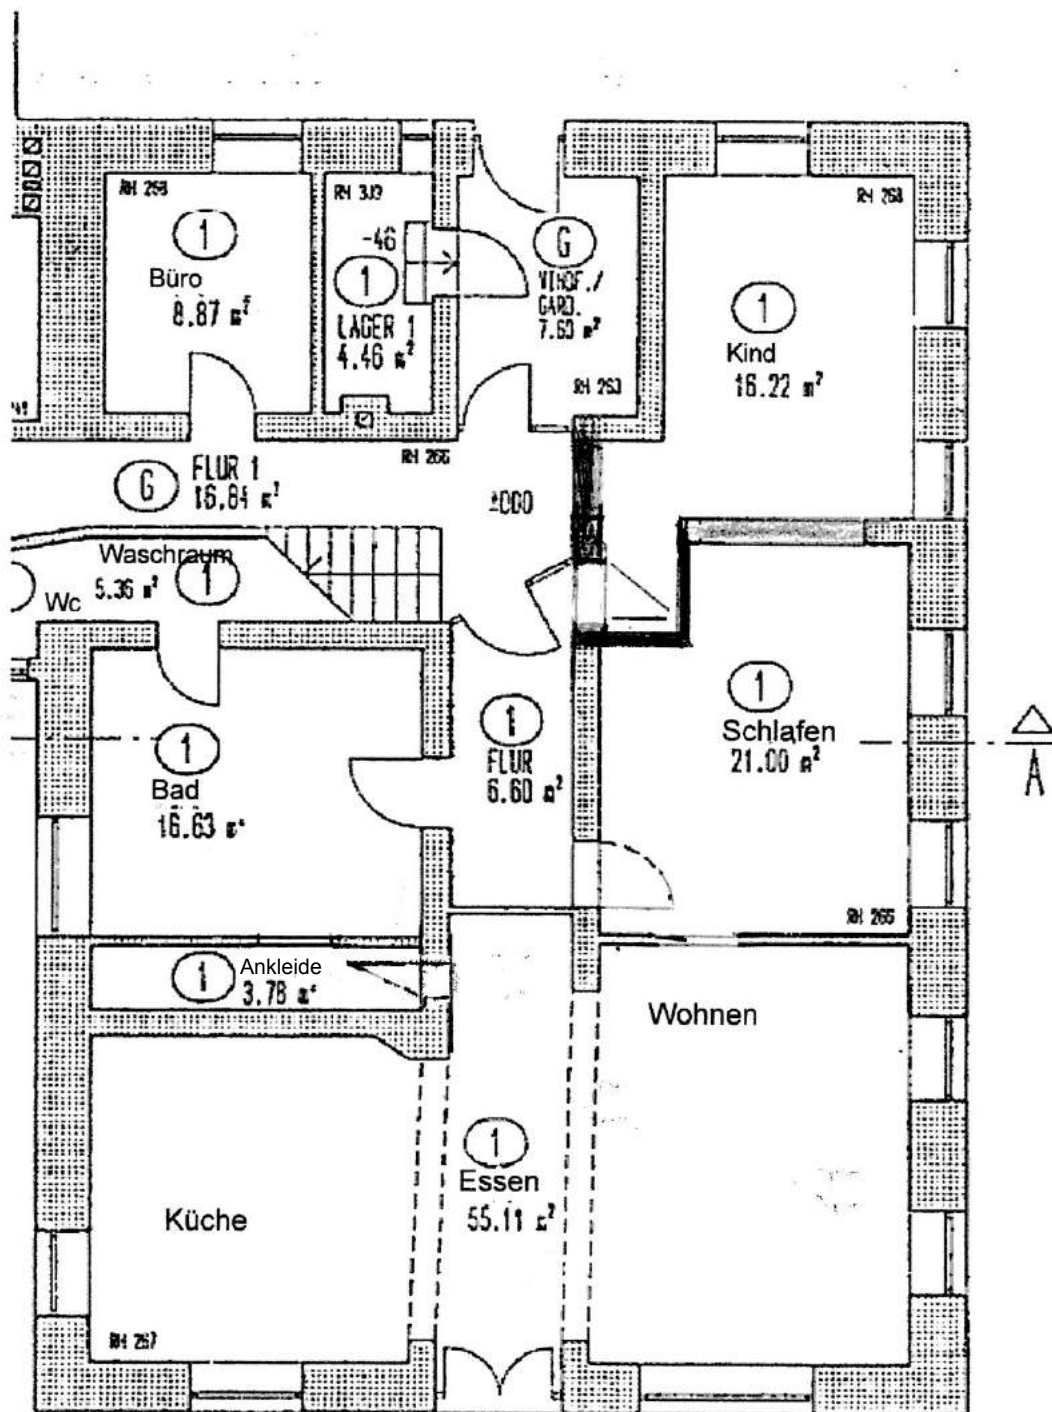 RH 268
1
Büro
8.87 m²
RH 303
-46
1
LAGER 1
4.46 m²
G
GARD.
7.60 m²
RH 263
RH 268
1
Kind
16.22 m²
41
RH 266
G
FLUR 1
16.84 m²
±000
Waschraum
5.36 m²
1
Wc
1
FLUR
6.60 m²
1
Schlafen
21.00 m²
RH 266
A
1
Bad
16.63 m²
1
Ankleide
3.78 m²
Wohnen
1
Essen
55.11 m²
Küche
RH 267